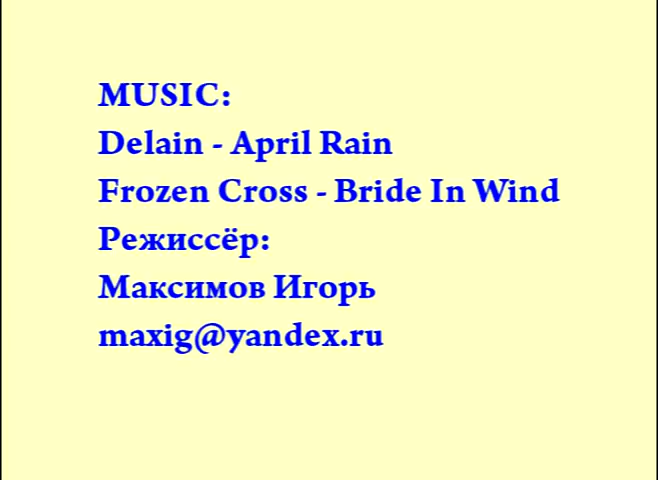 MUSIC:
Delain - April Rain
Frozen Cross - Bride In Wind
Режиссёр:
Максимов Игорь
maxig@yandex.ru